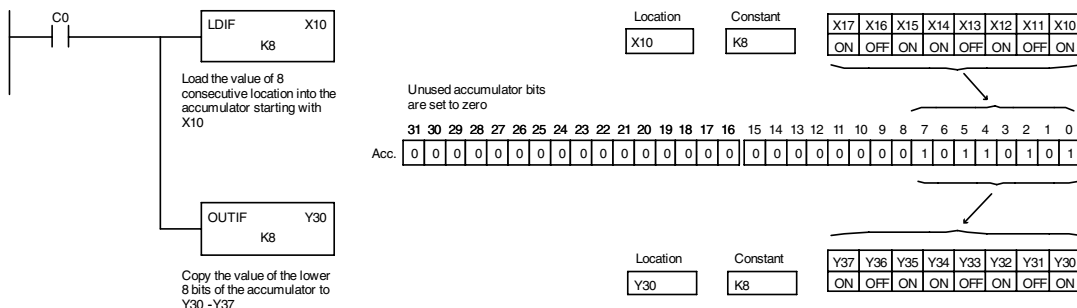 C0
LDIF X10
K8
Load the value of 8
consecutive location into the
accumulator starting with
X10
Location Constant
X10 K8
X17 X16 X15 X14 X13 X12 X11 X10
ON OFF ON ON OFF ON OFF ON
Unused accumulator bits
are set to zero
31 30 29 28 27 26 25 24 23 22 21 20 19 18 17 16 15 14 13 12 11 10 9 8 7 6 5 4 3 2 1 0
Acc. 0 0 0 0 0 0 0 0 0 0 0 0 0 0 0 0 0 0 0 0 0 0 0 0 1 0 1 1 0 1 0 1
OUTIF Y30
K8
Copy the value of the lower
8 bits of the accumulator to
Y30 -Y37
Location Constant
Y30 K8
Y37 Y36 Y35 Y34 Y33 Y32 Y31 Y30
ON OFF ON ON OFF ON OFF ON